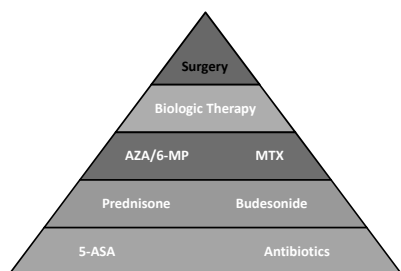 Surgery
Biologic Therapy
AZA/6-MP MTX
Prednisone Budesonide
5-ASA Antibiotics